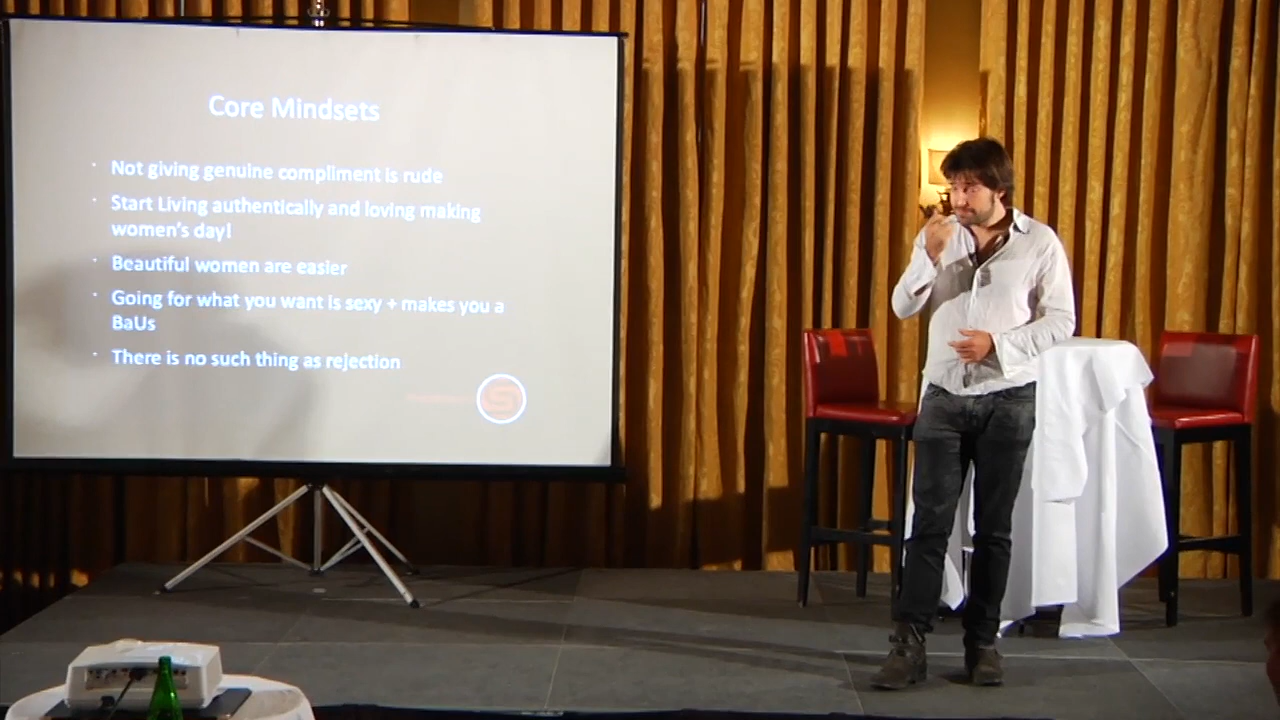 Core Mindsets
Not giving genuine compliment is rude
Start Living authentically and loving making
women's day!
Beautiful women are easier
Going for what you want is sexy + makes you a
BaUs
There is no such thing as rejection